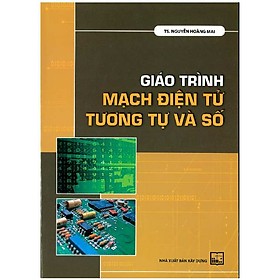 TS. NGUYỄN HOÀNG MAI
GIÁO TRÌNH
MẠCH ĐIỆN TỬ
TƯƠNG TỰ VÀ SỐ
NHÀ XUẤT BẢN XÂY DỰNG